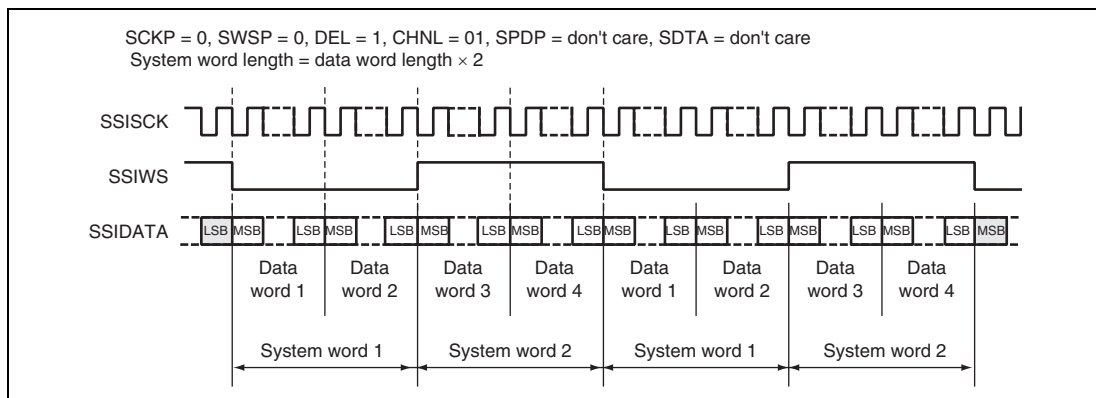 SCKP = 0, SWSP = 0, DEL = 1, CHNL = 01, SPDP = don't care, SDTA = don't care
System word length = data word length × 2
SSISCK
SSIWS
SSIDATA
LSB MSB LSB MSB LSB MSB LSB MSB LSB MSB LSB MSB LSB MSB LSB MSB LSB MSB
Data word 1 Data word 2 Data word 3 Data word 4 Data word 1 Data word 2 Data word 3 Data word 4
System word 1 System word 2 System word 1 System word 2